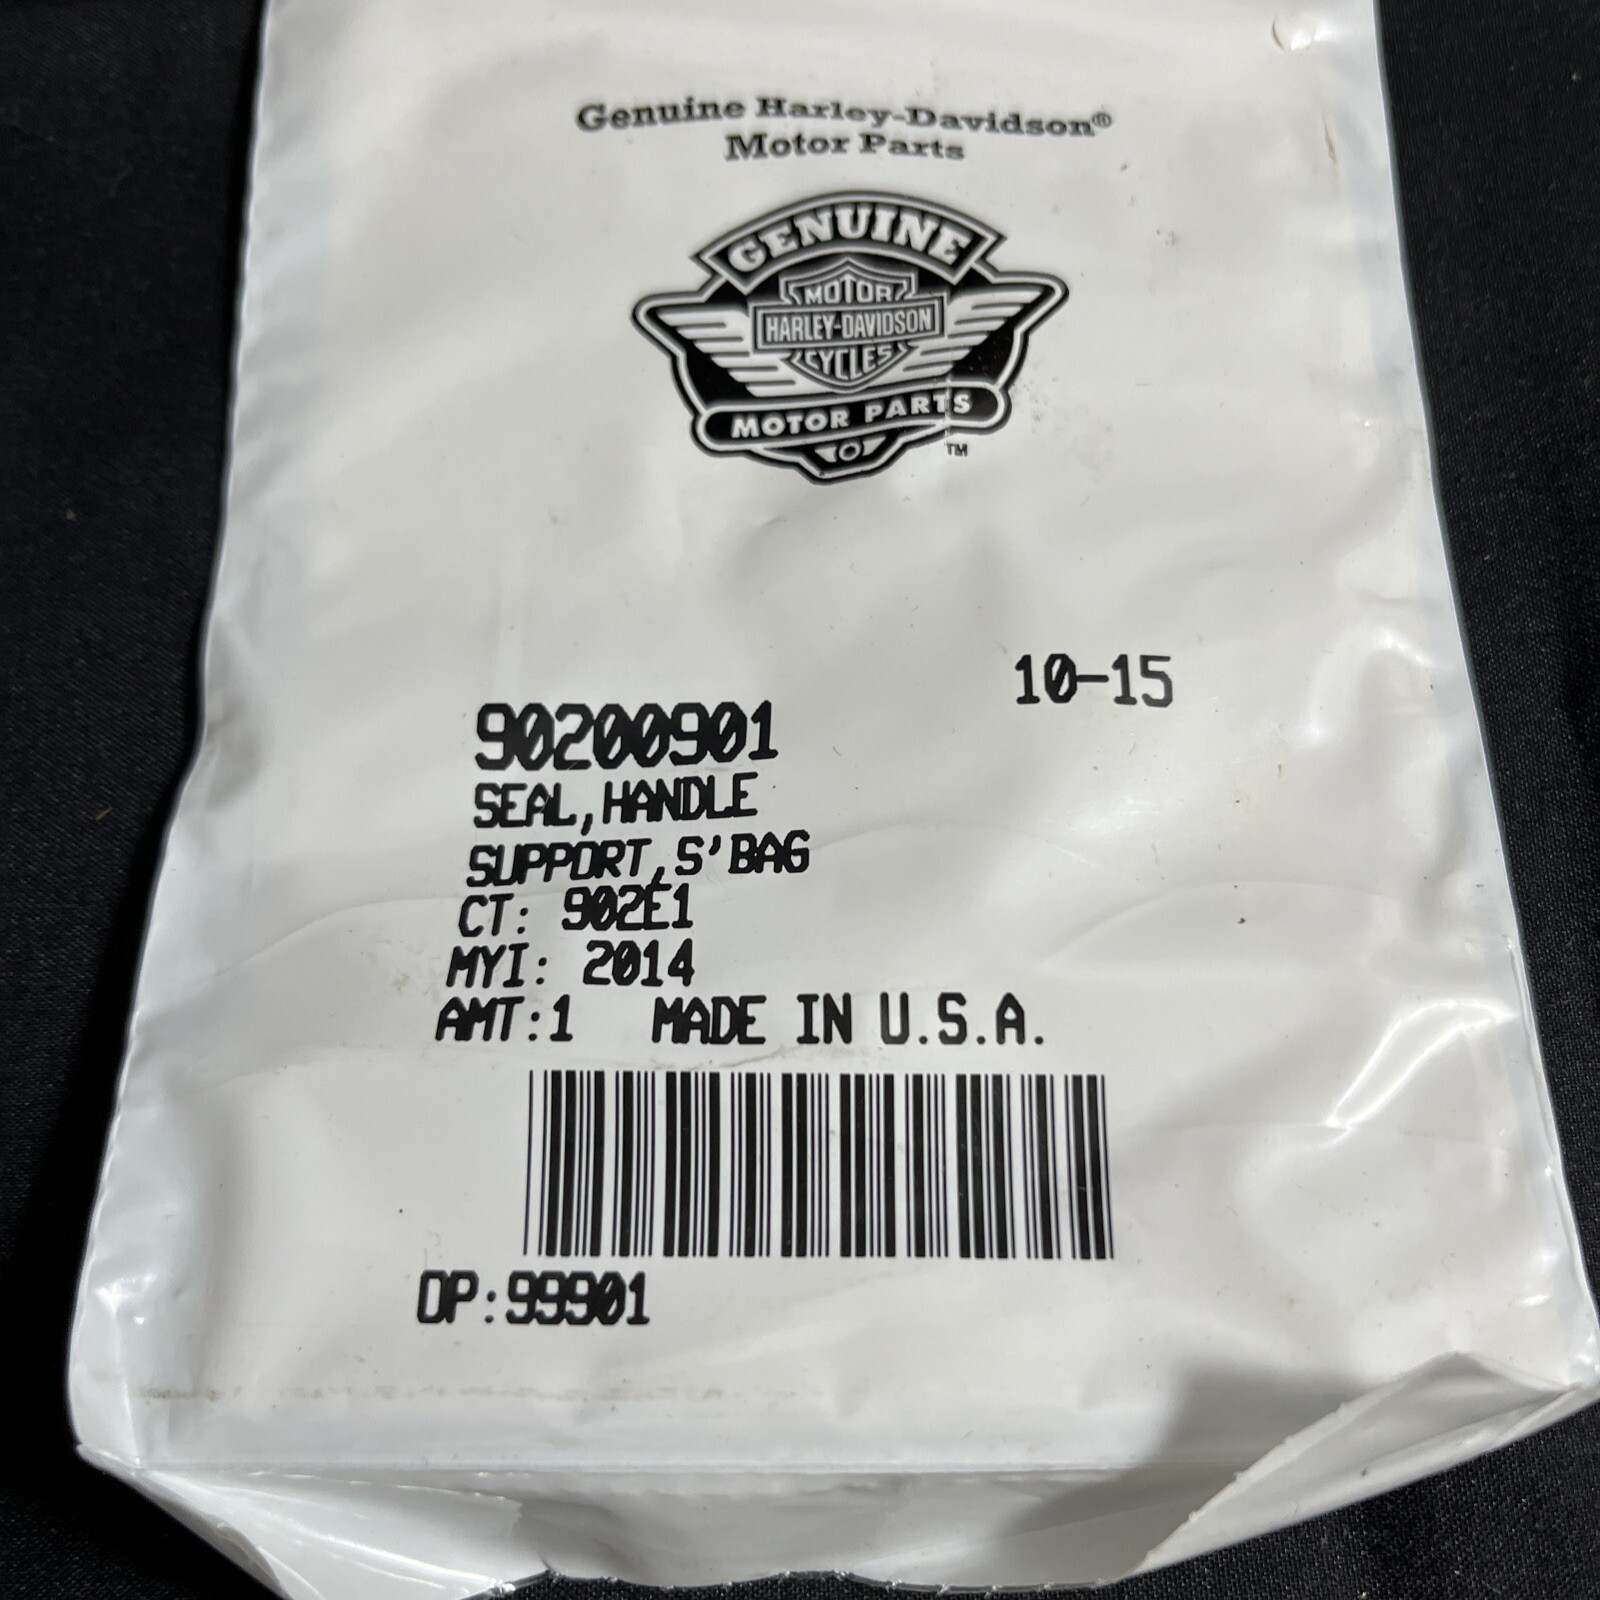 Genuine Harley-Davidson®
Motor Parts
GENUINE
MOTOR
HARLEY-DAVIDSON
CYCLES
MOTOR PARTS
TM
10-15
90200901
SEAL,HANDLE
SUPPORT,S'BAG
CT: 902E1
MYI: 2014
AMT:1 MADE IN U.S.A.
OP:99901